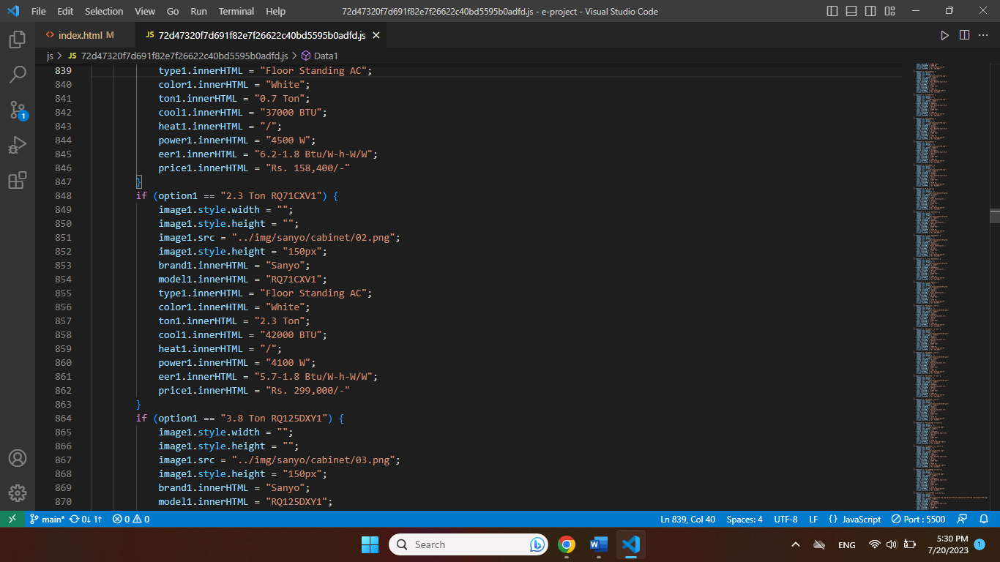 File Edit Selection View Go Run Terminal Help 72d47320f7d691f82e7f26622c40bd5595b0adfd.js - e-project - Visual Studio Code
index.html M JS 72d47320f7d691f82e7f26622c40bd5595b0adfd.js
js > JS 72d47320f7d691f82e7f26622c40bd5595b0adfd.js > Data1
839 type1.innerHTML = "Floor Standing AC";
840 color1.innerHTML = "White";
841 ton1.innerHTML = "0.7 Ton";
842 cool1.innerHTML = "37000 BTU";
843 heat1.innerHTML = "/";
844 power1.innerHTML = "4500 W";
845 eer1.innerHTML = "6.2-1.8 Btu/W-h-W/W";
846 price1.innerHTML = "Rs. 158,400/-"
847 }
848 if (option1 == "2.3 Ton RQ71CXV1") {
849 image1.style.width = "";
850 image1.style.height = "";
851 image1.src = "../img/sanyo/cabinet/02.png";
852 image1.style.height = "150px";
853 brand1.innerHTML = "Sanyo";
854 model1.innerHTML = "RQ71CXV1";
855 type1.innerHTML = "Floor Standing AC";
856 color1.innerHTML = "White";
857 ton1.innerHTML = "2.3 Ton";
858 cool1.innerHTML = "42000 BTU";
859 heat1.innerHTML = "/";
860 power1.innerHTML = "4100 W";
861 eer1.innerHTML = "5.7-1.8 Btu/W-h-W/W";
862 price1.innerHTML = "Rs. 299,000/-"
863 }
864 if (option1 == "3.8 Ton RQ125DXY1") {
865 image1.style.width = "";
866 image1.style.height = "";
867 image1.src = "../img/sanyo/cabinet/03.png";
868 image1.style.height = "150px";
869 brand1.innerHTML = "Sanyo";
870 model1.innerHTML = "RQ125DXY1";
1
main* 0↓ 1↑ 0 0 Ln 839, Col 40 Spaces: 4 UTF-8 LF {} JavaScript Port : 5500
Search ENG 5:30 PM
7/20/2023 1